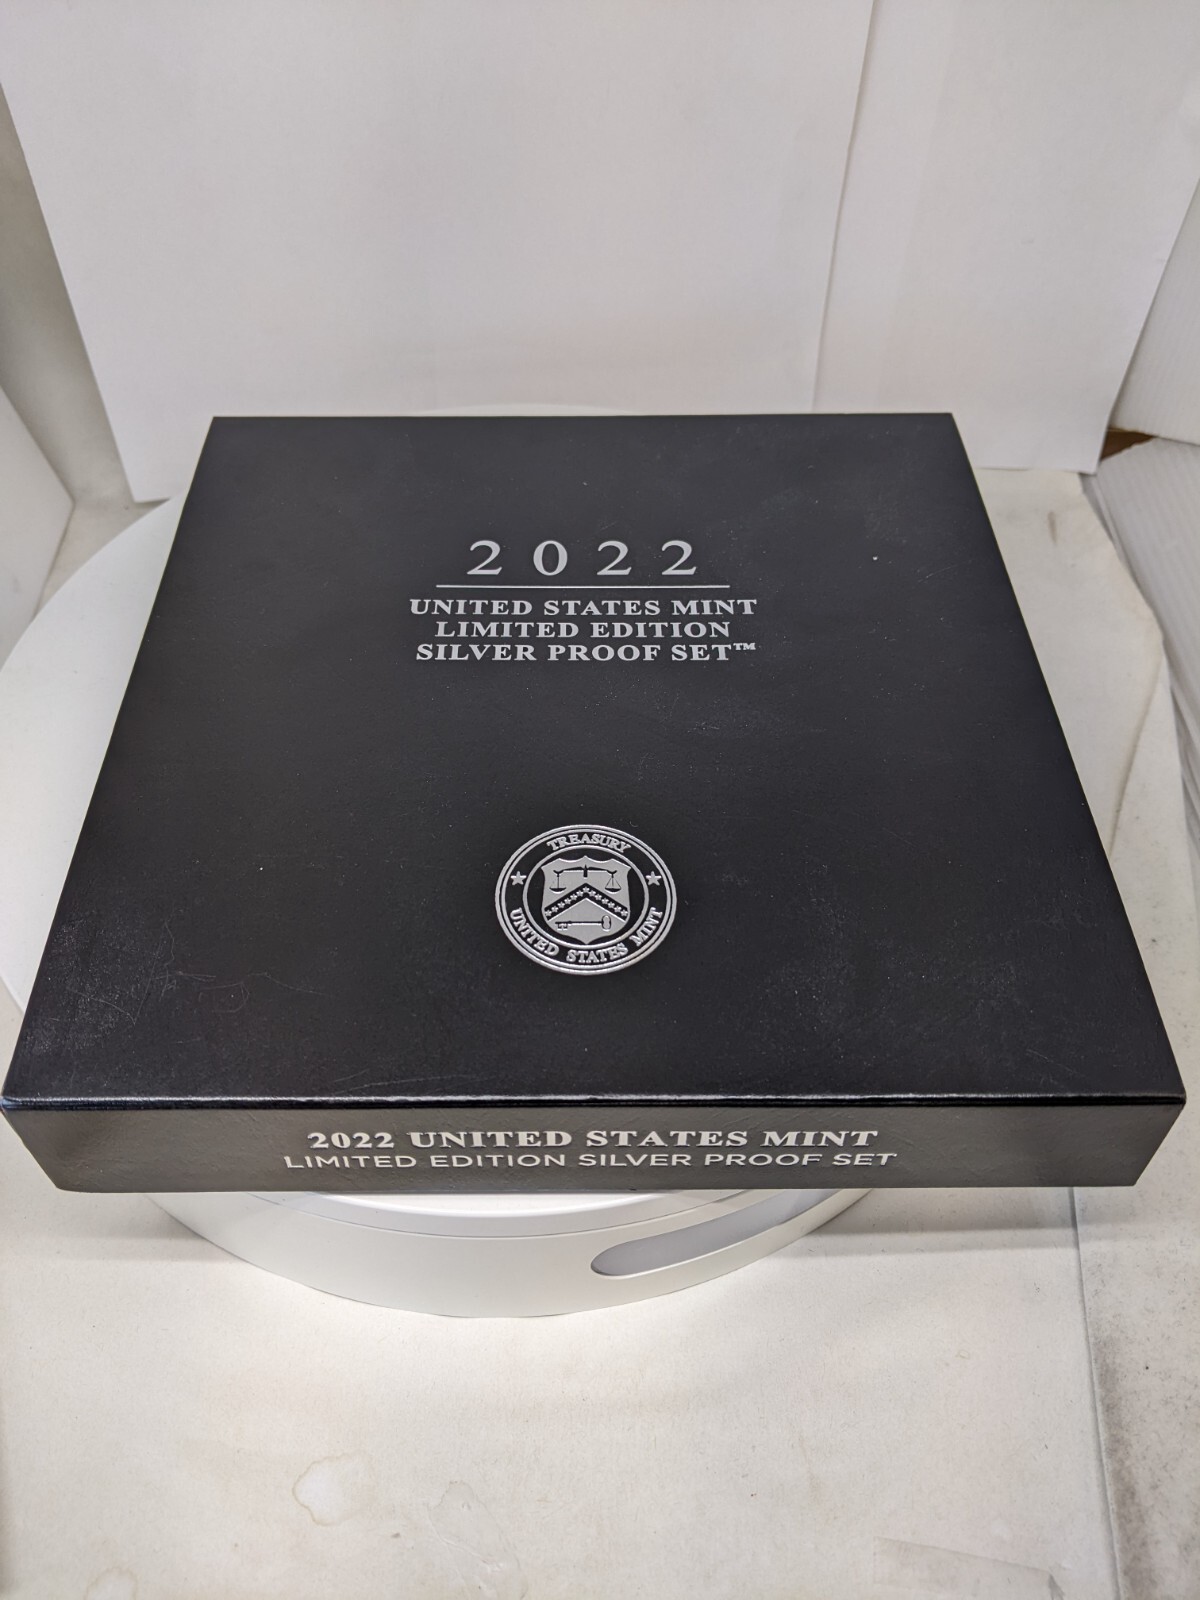 2022
UNITED STATES MINT
LIMITED EDITION
SILVER PROOF SET™
TREASURY
UNITED STATES MINT
2022 UNITED STATES MINT
LIMITED EDITION SILVER PROOF SET